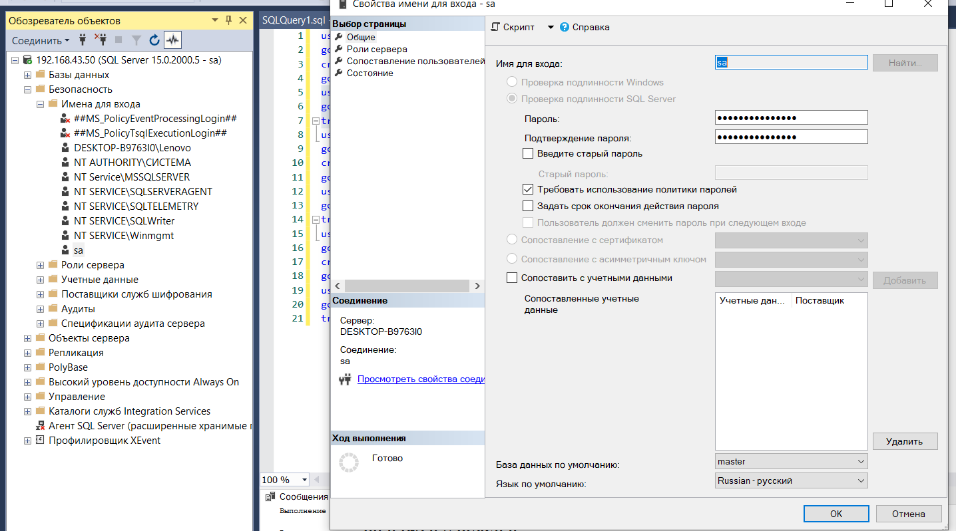 Обозреватель объектов
Соединить
192.168.43.50 (SQL Server 15.0.2000.5 - sa)
Базы данных
Безопасность
Имена для входа
##MS_PolicyEventProcessingLogin##
##MS_PolicyTsqlExecutionLogin##
DESKTOP-B9763I0\Lenovo
NT AUTHORITY\СИСТЕМА
NT Service\MSSQLSERVER
NT SERVICE\SQLSERVERAGENT
NT SERVICE\SQLTELEMETRY
NT SERVICE\SQLWriter
NT SERVICE\Winmgmt
sa
Роли сервера
Учетные данные
Поставщики служб шифрования
Аудиты
Спецификации аудита сервера
Объекты сервера
Репликация
PolyBase
Высокий уровень доступности Always On
Управление
Каталоги служб Integration Services
Агент SQL Server (расширенные хранимые
Профилировщик XEvent
SQLQuery1.sql
1 us
2 go
3 cr
4 go
5 us
6 go
7 tr
8 us
9 go
10 cr
11 go
12 us
13 go
14 tr
15 us
16 go
17 cr
18 go
19 us
20 go
21 tr
100 %
Сообщения
Выполнение
Свойства имени для входа - sa
Выбор страницы
Общие
Роли сервера
Сопоставление пользователей
Состояние
Соединение
Сервер:
DESKTOP-B9763I0
Соединение:
sa
Просмотреть свойства соеди
Ход выполнения
Готово
Скрипт
Справка
Имя для входа:
sa
Найти...
Проверка подлинности Windows
Проверка подлинности SQL Server
Пароль:
●●●●●●●●●●●●●●●
Подтверждение пароля:
●●●●●●●●●●●●●●●
Введите старый пароль
Старый пароль:
Требовать использование политики паролей
Задать срок окончания действия пароля
Пользователь должен сменить пароль при следующем входе
Сопоставление с сертификатом
Сопоставление с асимметричным ключом
Сопоставить с учетными данными
Добавить
Сопоставленные учетные
данные
Учетные дан...
Поставщик
Удалить
База данных по умолчанию:
master
Язык по умолчанию:
Russian - русский
OK
Отмена